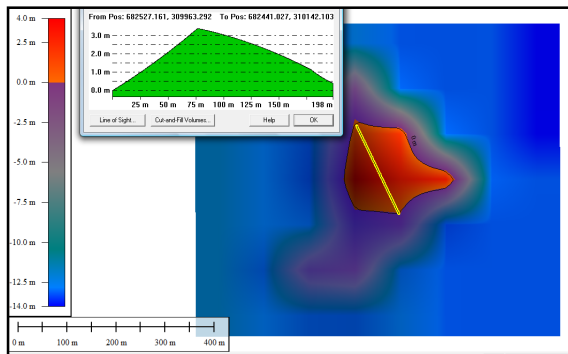 4.0 m
From Pos: 682527.161, 309963.292 To Pos: 682441.027, 310142.103
3.0 m
2.0 m
1.0 m
0.0 m
25 m 50 m 75 m 100 m 125 m 150 m 198 m
Line of Sight... Cut-and-Fill Volumes... Help OK
0.0 m
-2.5 m
-5.0 m
-7.5 m
-10.0 m
-12.5 m
-14.0 m
0 m 100 m 200 m 300 m 400 m